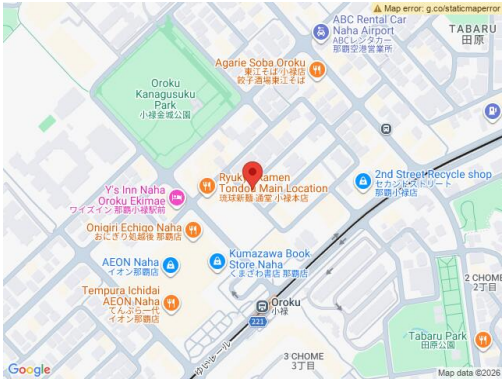 Map error: g.co/staticmaperror
ABC Rental Car
Naha Airport
ABCレンタカー
那覇空港営業所
TABARU
田原
Agarie Soba Oroku
東江そば 小禄店
餃子酒場東江そば
Oroku
Kanagusuku
Park
小禄金城公園
Ryukyu Ramen
Tondou Main Location
琉球新麺 通堂 小禄本店
2nd Street Recycle shop
セカンドストリート
那覇小禄店
Y's Inn Naha
Oroku Ekimae
ワイズイン 那覇小禄駅前
Onigiri Echigo Naha
おにぎり処越後 那覇店
Kumazawa Book
Store Naha
くまざわ書店 那覇店
AEON Naha
イオン那覇店
2 CHOME
2丁目
Tempura Ichidai
AEON Naha
てんぷら一代
イオン那覇店
Oroku
小禄
221
ゆいレール
Tabaru Park
田原公園
3 CHOME
3丁目
Google
Map data ©2026